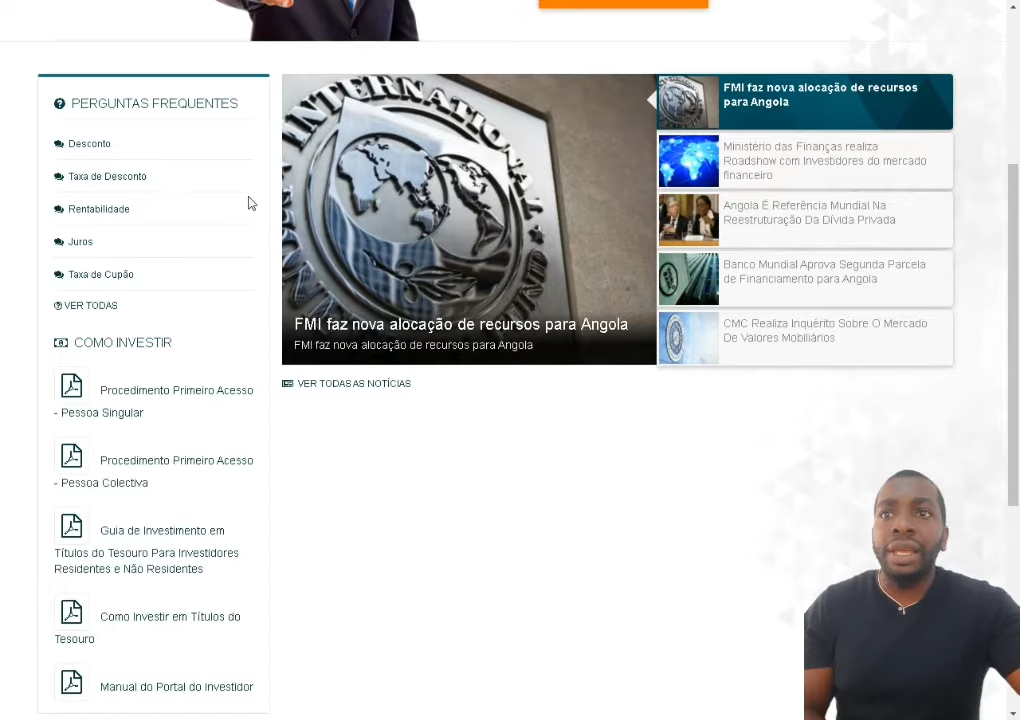 PERGUNTAS FREQUENTES
Desconto
Taxa de Desconto
Rentabilidade
Juros
Taxa de Cupão
VER TODAS
COMO INVESTIR
Procedimento Primeiro Acesso
- Pessoa Singular
Procedimento Primeiro Acesso
- Pessoa Colectiva
Guia de Investimento em
Títulos do Tesouro Para Investidores
Residentes e Não Residentes
Como Investir em Títulos do
Tesouro
Manual do Portal do Investidor
INTERNATIONAL
FMI faz nova alocação de recursos para Angola
FMI faz nova alocação de recursos para Angola
VER TODAS AS NOTÍCIAS
FMI faz nova alocação de recursos
para Angola
Ministério das Finanças realiza
Roadshow com Investidores do mercado
financeiro
Angola É Referência Mundial Na
Reestruturação Da Dívida Privada
Banco Mundial Aprova Segunda Parcela
de Financiamento para Angola
CMC Realiza Inquérito Sobre O Mercado
De Valores Mobiliários